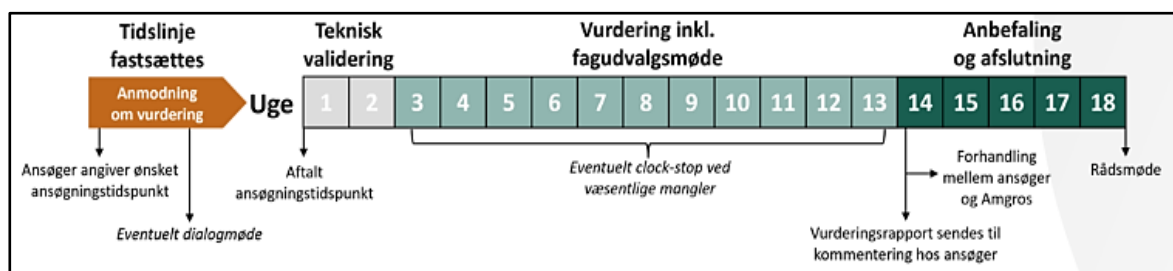 Tidslinje
fastsættes
Teknisk
validering
Vurdering inkl.
fagudvalgsmøde
Anbefaling
og afslutning
Anmodning
om vurdering
Uge
1 2 3 4 5 6 7 8 9 10 11 12 13 14 15 16 17 18
Ansøger angiver ønsket
ansøgningstidspunkt
Eventuelt dialogmøde
Aftalt
ansøgningstidspunkt
Eventuelt clock-stop ved
væsentlige mangler
Forhandling
mellem ansøger
og Amgros
Vurderingsrapport sendes til
kommentering hos ansøger
Rådsmøde